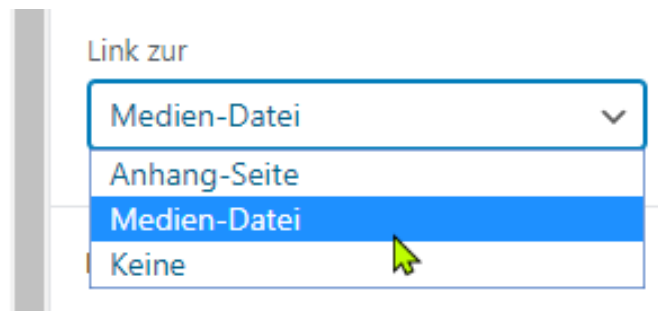 Link zur
Medien-Datei
Anhang-Seite
Medien-Datei
Keine